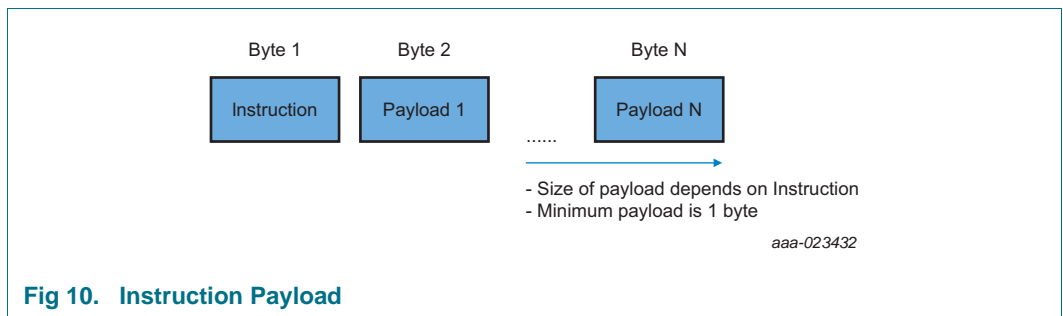 Byte 1 Byte 2 Byte N
Instruction Payload 1 Payload N
......
- Size of payload depends on Instruction
- Minimum payload is 1 byte
aaa-023432
Fig 10. Instruction Payload